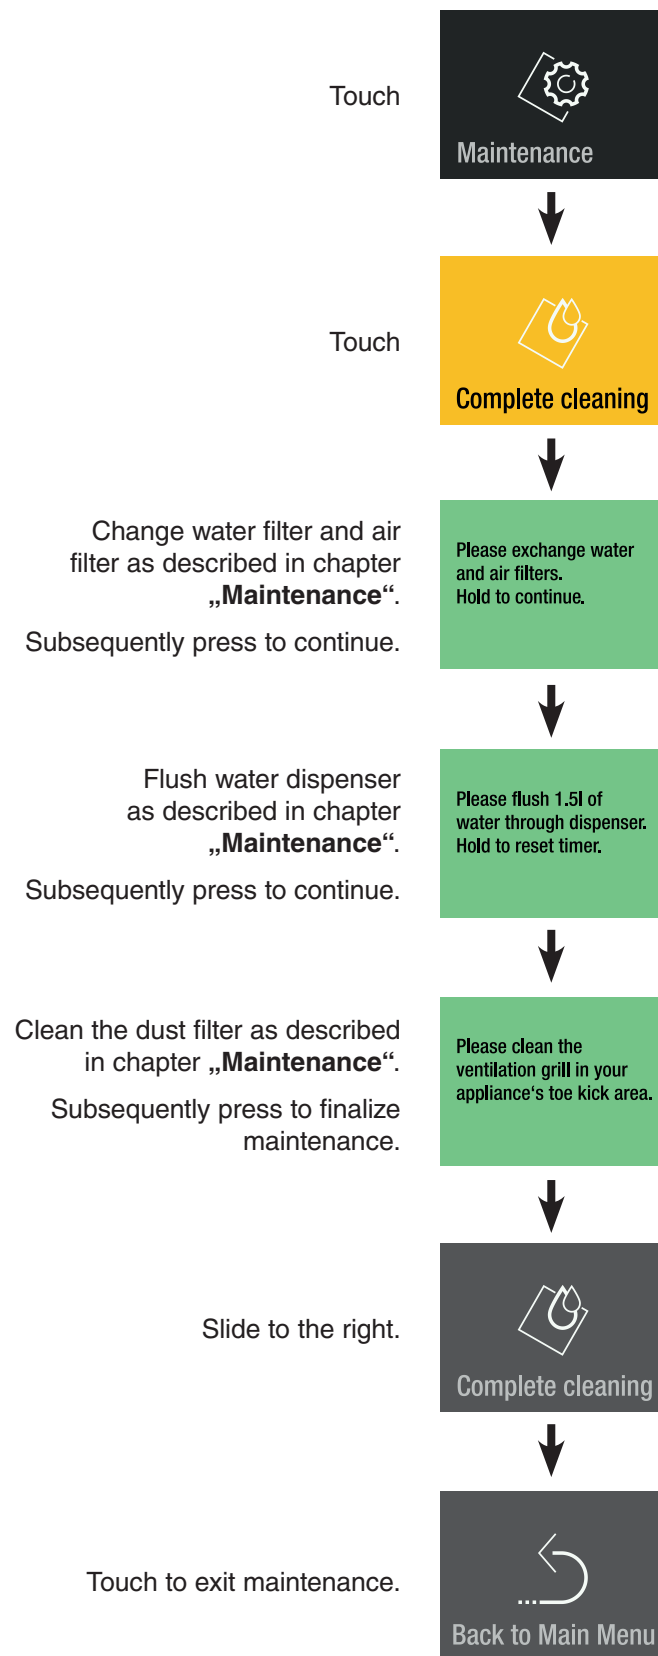 Touch
Maintenance
Touch
Complete cleaning
Change water filter and air
filter as described in chapter
„Maintenance“.
Subsequently press to continue.
Please exchange water
and air filters.
Hold to continue.
Flush water dispenser
as described in chapter
„Maintenance“.
Subsequently press to continue.
Please flush 1.5l of
water through dispenser.
Hold to reset timer.
Clean the dust filter as described
in chapter „Maintenance“.
Subsequently press to finalize
maintenance.
Please clean the
ventilation grill in your
appliance‘s toe kick area.
Slide to the right.
Complete cleaning
Touch to exit maintenance.
Back to Main Menu